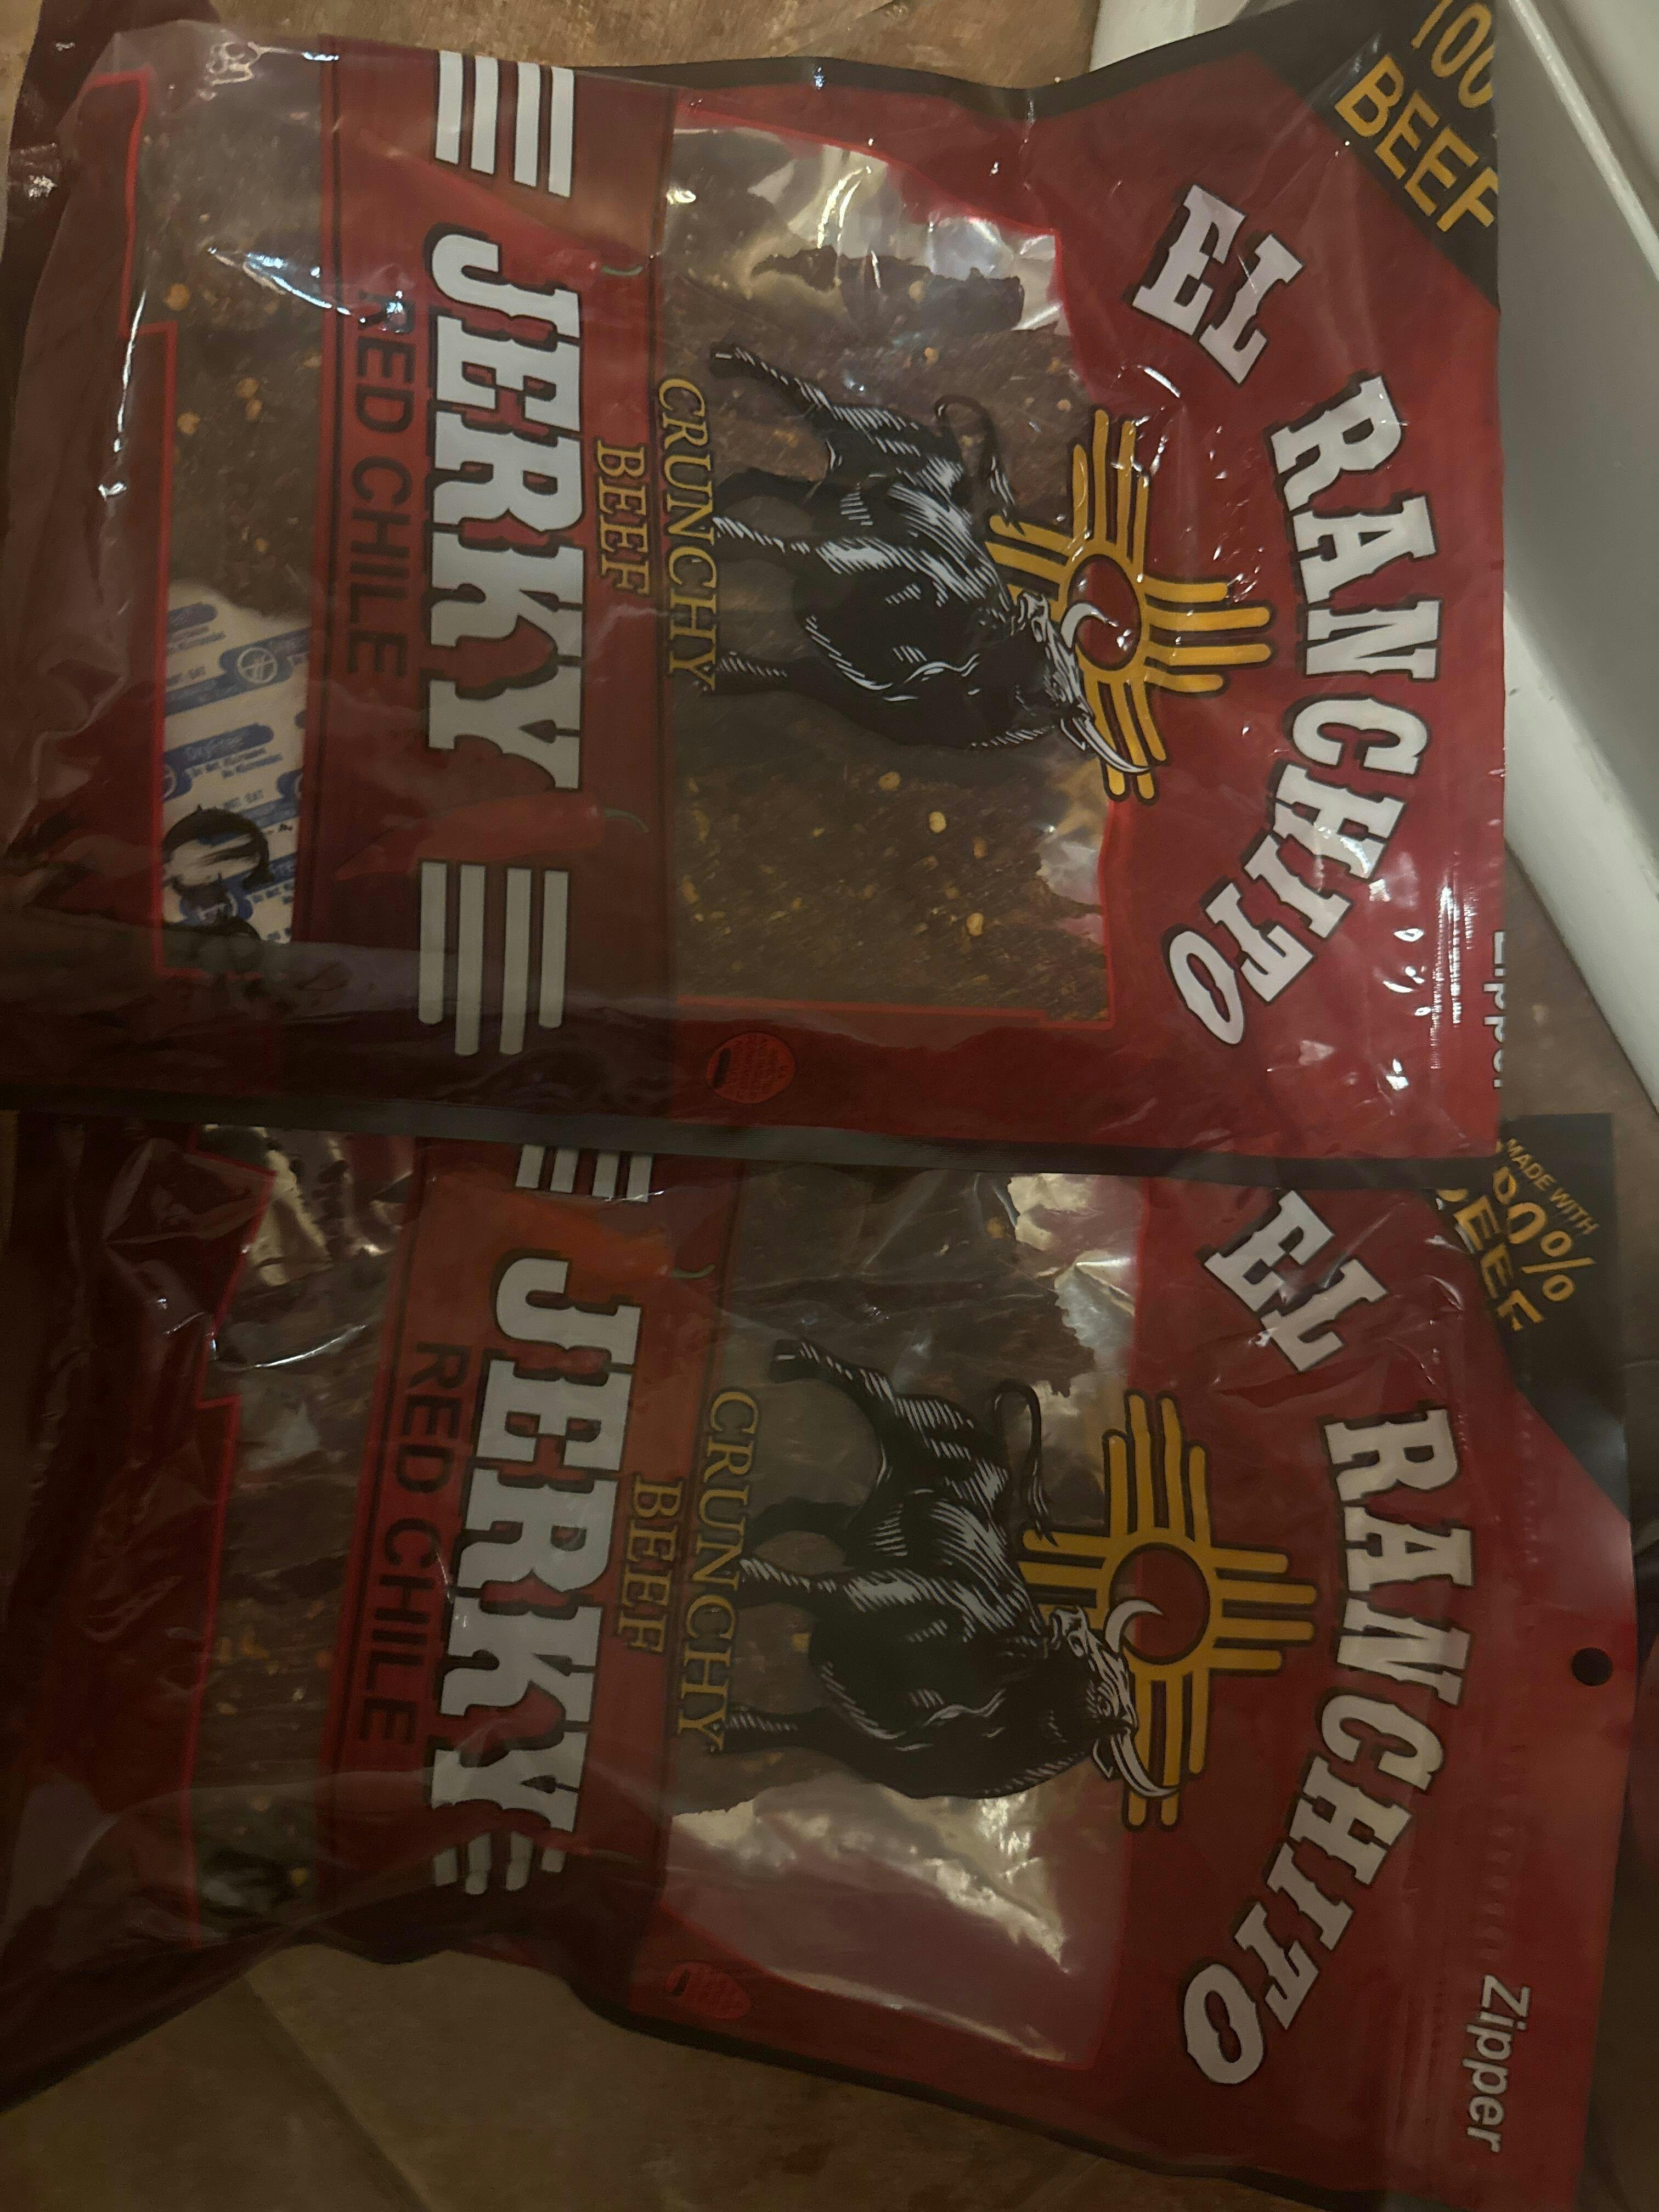 100
BEEF
EL RANCHITO
CRUNCHY
BEEF
JERKY
RED CHILE
MADE WITH
BEEF
Zipper
EL RANCHITO
CRUNCHY
BEEF
JERKY
RED CHILE